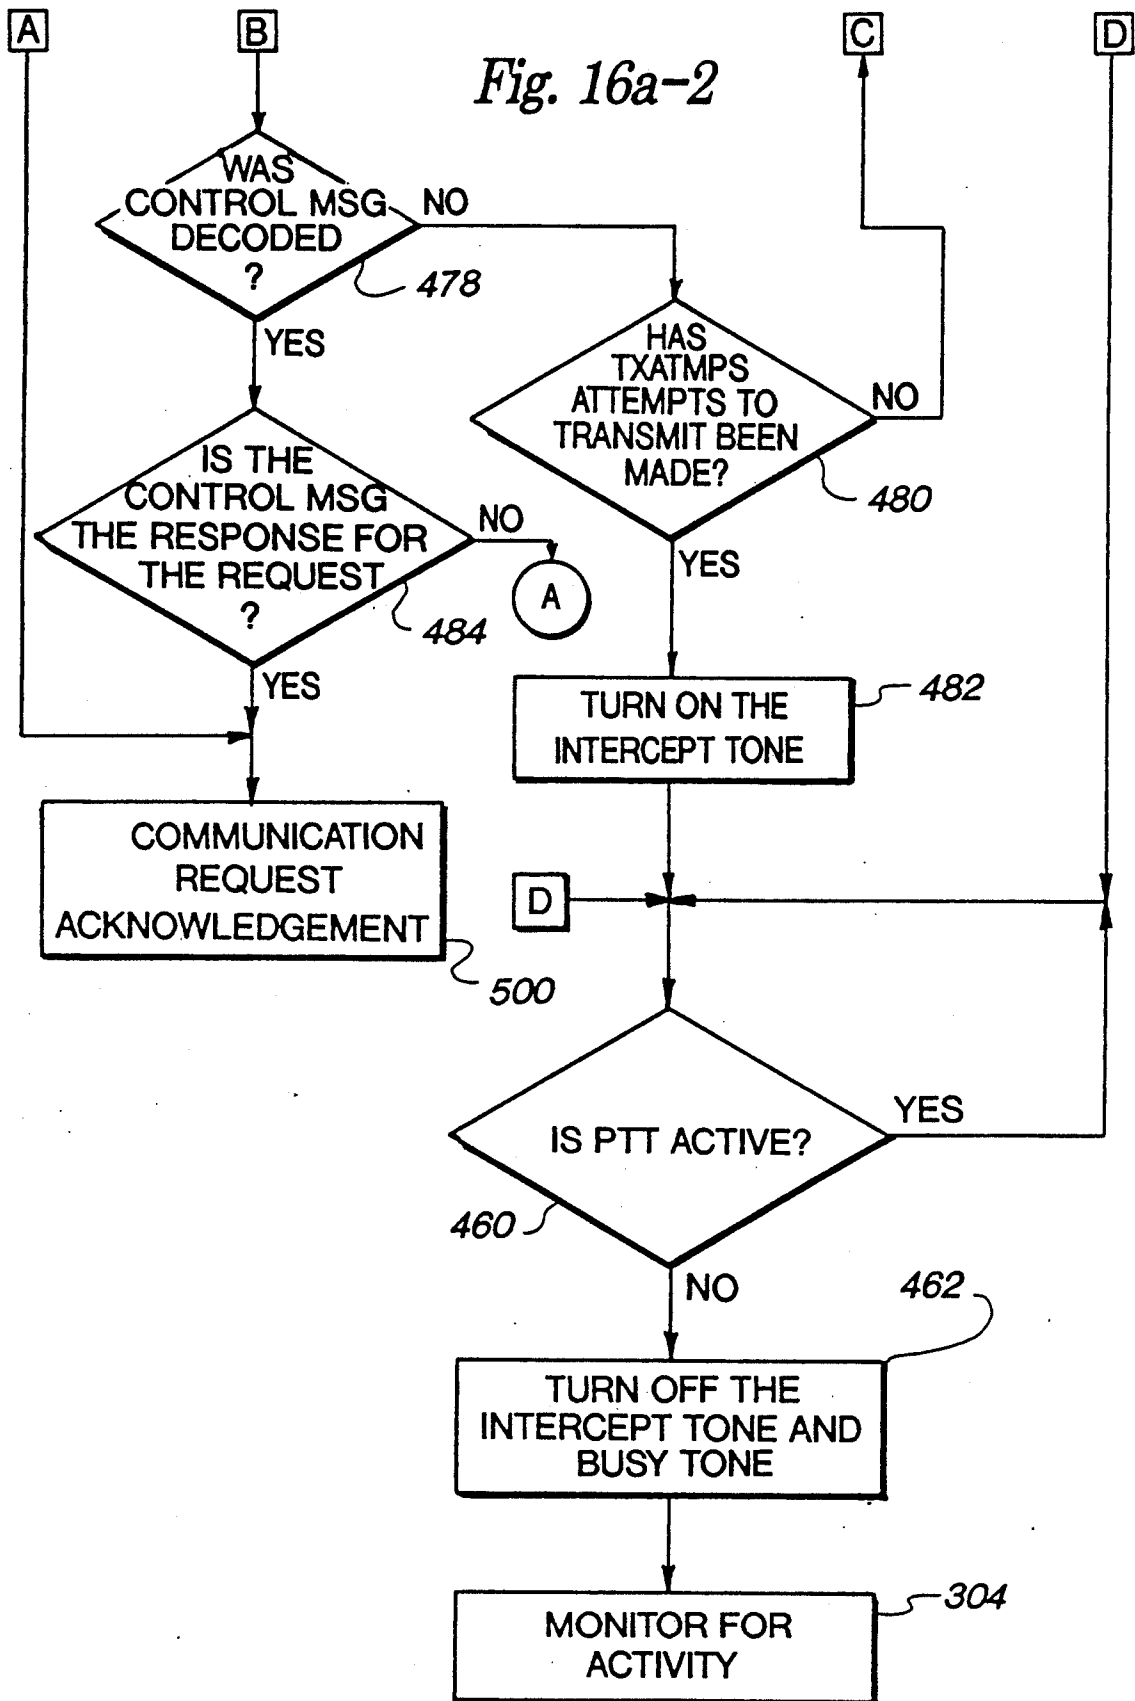 A
B
C
D
Fig. 16a-2
WAS
CONTROL MSG
DECODED
?
NO
478
YES
HAS
TXATMPS
ATTEMPTS TO
TRANSMIT BEEN
MADE?
NO
480
YES
IS THE
CONTROL MSG
THE RESPONSE FOR
THE REQUEST
?
NO
A
484
YES
TURN ON THE
INTERCEPT TONE
482
COMMUNICATION
REQUEST
ACKNOWLEDGEMENT
500
D
IS PTT ACTIVE?
YES
460
NO
462
TURN OFF THE
INTERCEPT TONE AND
BUSY TONE
MONITOR FOR
ACTIVITY
304